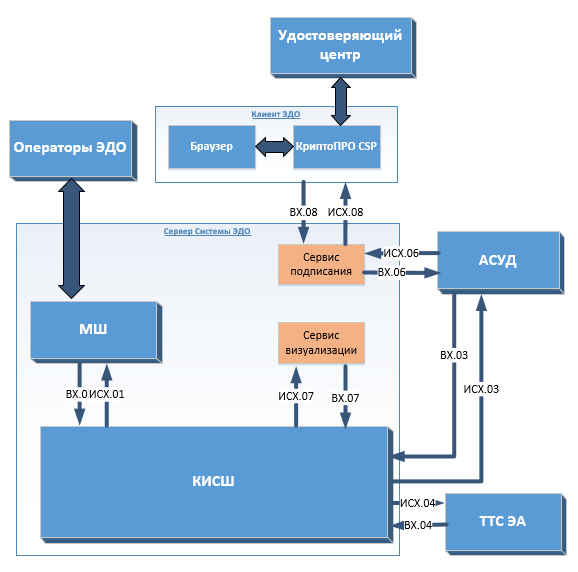 Удостоверяющий
центр
Клиент ЭДО
Операторы ЭДО
Браузер
КриптоПРО CSP
ВХ.08
ИСХ.08
Сервер Системы ЭДО
Сервис
подписания
ИСХ.06
ВХ.06
АСУД
МШ
Сервис
визуализации
ВХ.03
ВХ.0
ИСХ.01
ИСХ.07
ВХ.07
ИСХ.03
КИСШ
ИСХ.04
ВХ.04
ТТС ЭА